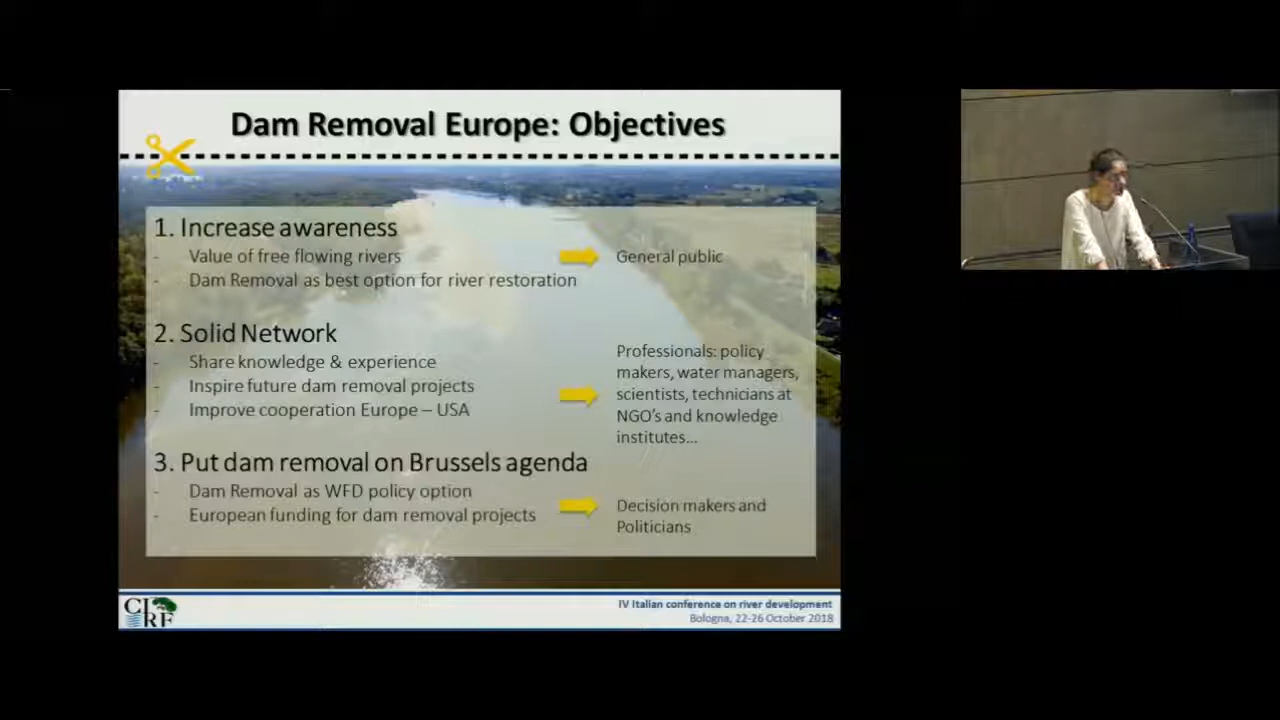 Dam Removal Europe: Objectives
1. Increase awareness
- Value of free flowing rivers
- Dam Removal as best option for river restoration
General public
2. Solid Network
- Share knowledge & experience
- Inspire future dam removal projects
- Improve cooperation Europe – USA
Professionals: policy
makers, water managers,
scientists, technicians at
NGO's and knowledge
institutes...
3. Put dam removal on Brussels agenda
- Dam Removal as WFD policy option
- European funding for dam removal projects
Decision makers and
Politicians
CIRF
IV Italian conference on river development
Bologna, 22-26 October 2018